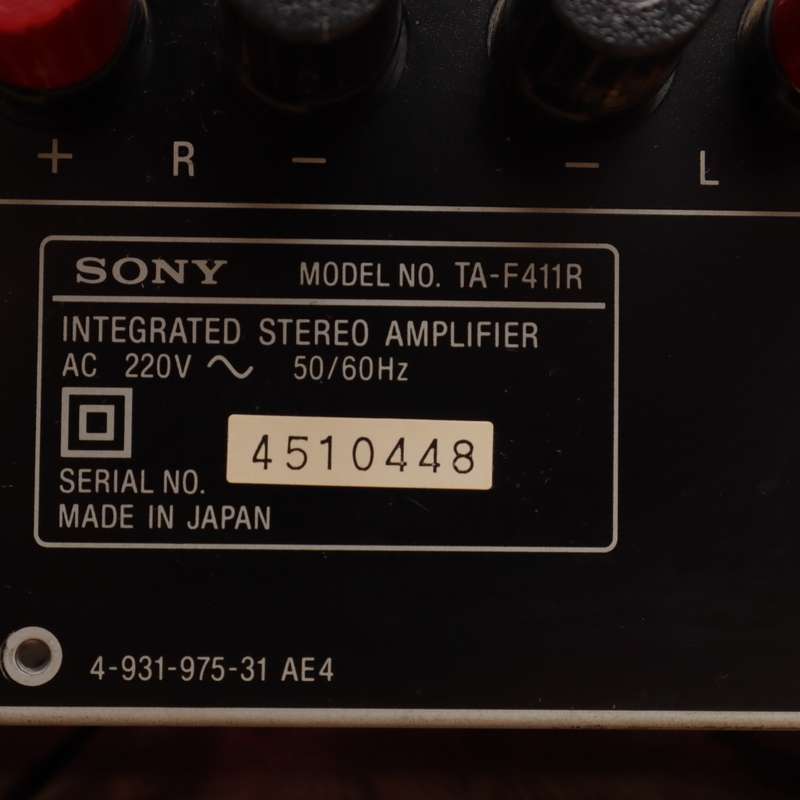 + R − − L
SONY MODEL NO. TA-F411R
INTEGRATED STEREO AMPLIFIER
AC 220V ~ 50/60Hz
4510448
SERIAL NO.
MADE IN JAPAN
4-931-975-31 AE4